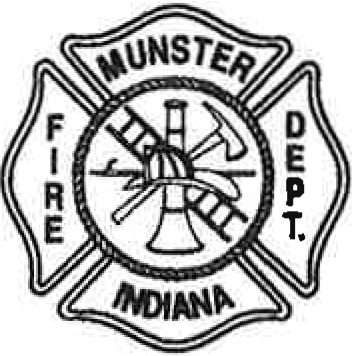 MUNSTER
FIRE
DEPT.
INDIANA